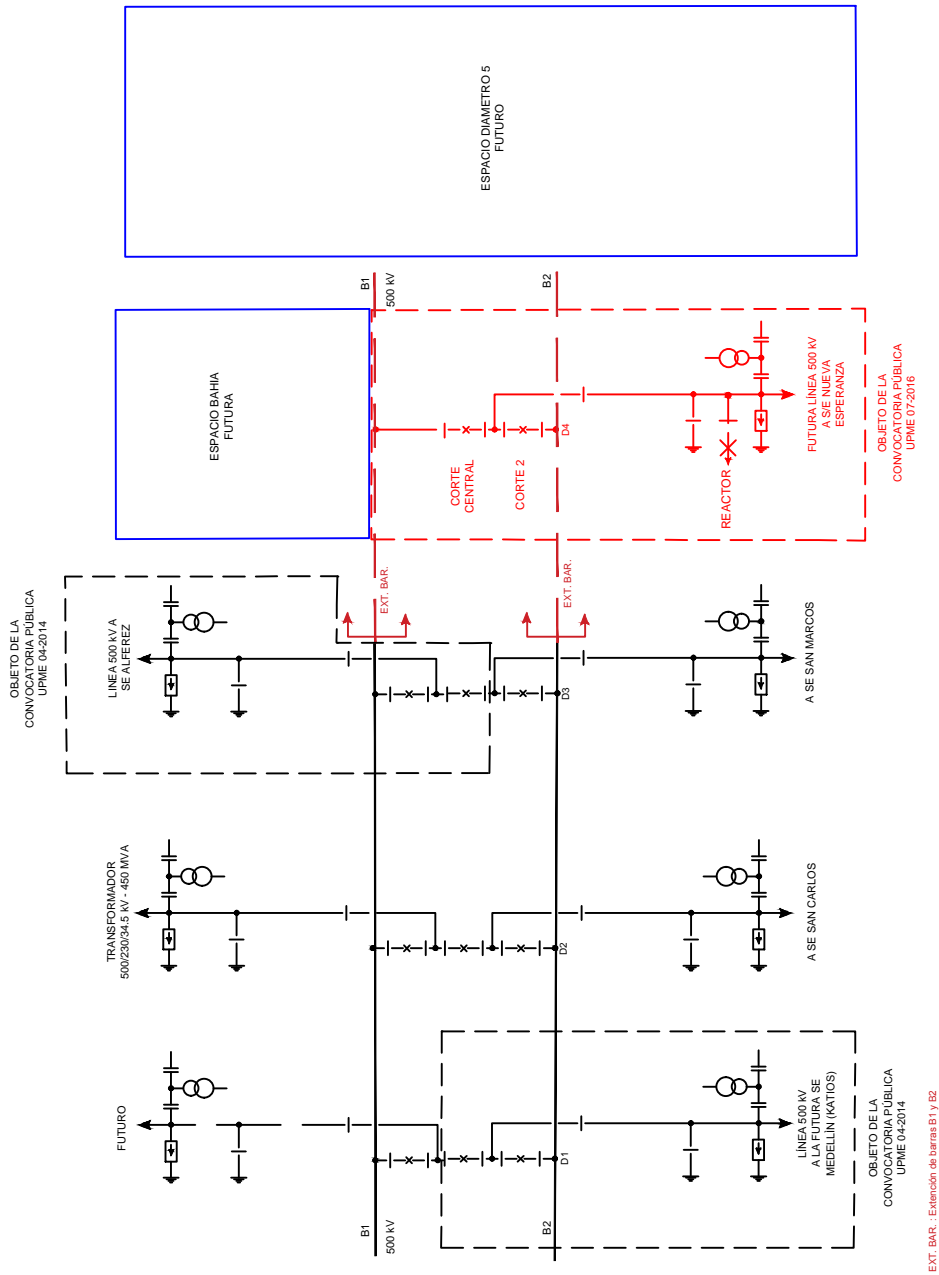 FUTURO
TRANSFORMADOR
500/230/34.5 kV - 450 MVA
OBJETO DE LA
CONVOCATORIA PÚBLICA
UPME 04-2014
LINEA 500 kV A
SE ALFEREZ
ESPACIO BAHIA
FUTURA
ESPACIO DIAMETRO 5
FUTURO
B1
500 kV
EXT. BAR.
B1
500 kV
CORTE
CENTRAL
CORTE 2
B2
D1
D2
D3
EXT. BAR.
D4
B2
REACTOR
LÍNEA 500 kV
A LA FUTURA SE
MEDELLÍN (KATIOS)
A SE SAN CARLOS
A SE SAN MARCOS
FUTURA LÍNEA 500 kV
A S/E NUEVA
ESPERANZA
OBJETO DE LA
CONVOCATORIA PÚBLICA
UPME 04-2014
OBJETO DE LA
CONVOCATORIA PÚBLICA
UPME 07-2016
EXT. BAR. : Extención de barras B1 y B2